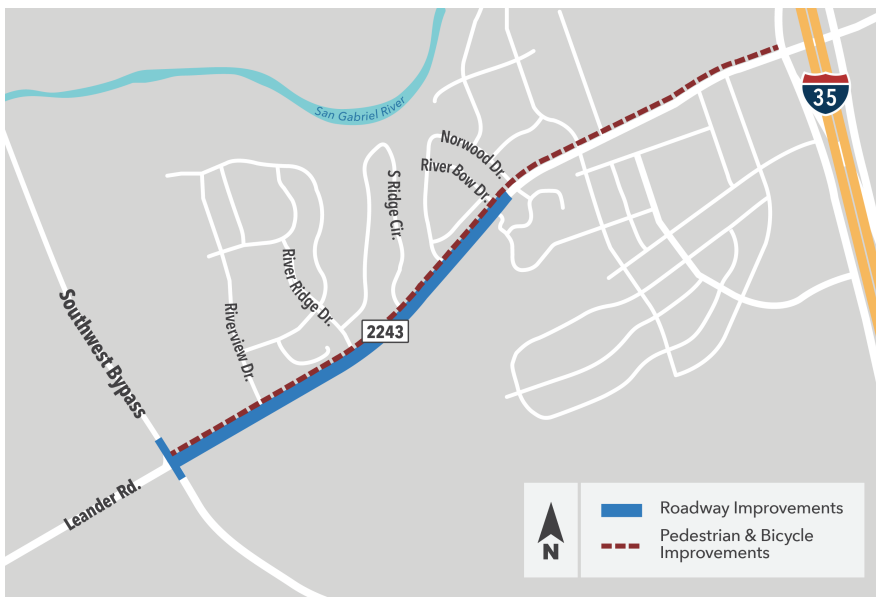 San Gabriel River
35
Norwood Dr.
River Bow Dr.
S Ridge Cir.
River Ridge Dr.
Riverview Dr.
2243
Southwest Bypass
Leander Rd.
N
Roadway Improvements
Pedestrian & Bicycle
Improvements